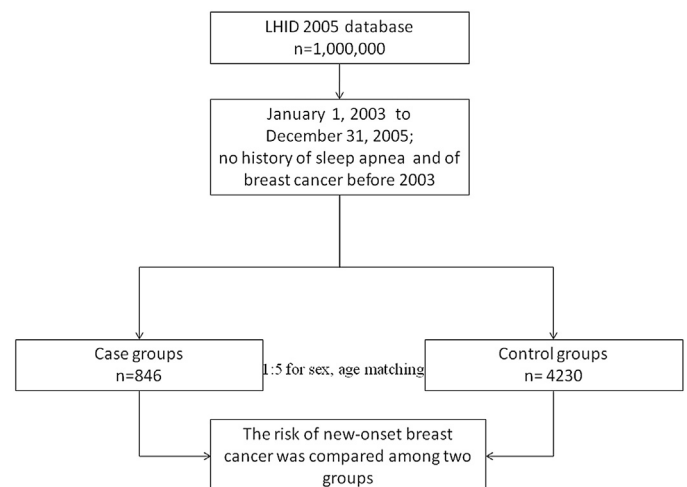 LHID 2005 database
n=1,000,000
January 1, 2003 to
December 31, 2005;
no history of sleep apnea and of
breast cancer before 2003
Case groups
n=846
1:5 for sex, age matching
Control groups
n= 4230
The risk of new-onset breast
cancer was compared among two
groups